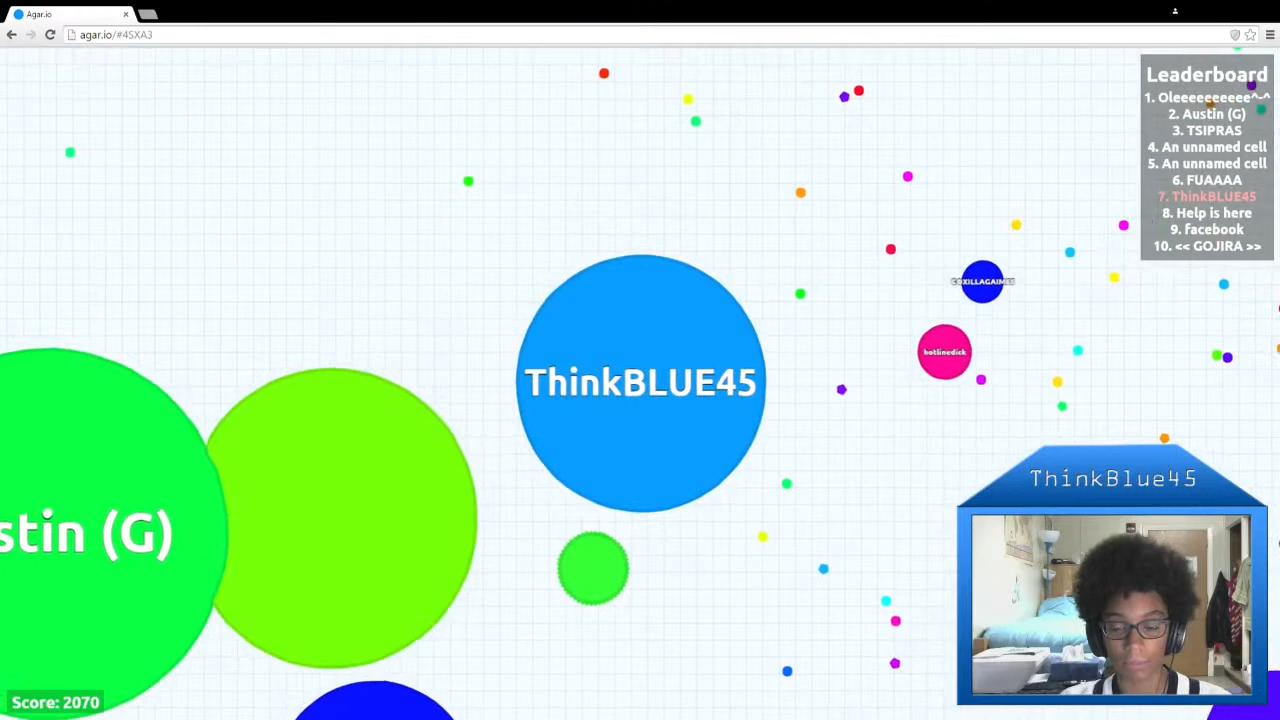 Agar.io
agar.io/#4SXA3
Leaderboard
1. Oleeeeeeeeee^-^
2. Austin (G)
3. TSIPRAS
4. An unnamed cell
5. An unnamed cell
6. FUAAAA
7. ThinkBLUE45
8. Help is here
9. facebook
10. << GOJIRA >>
hotlinedick
ThinkBLUE45
ThinkBlue45
stin (G)
Score: 2070